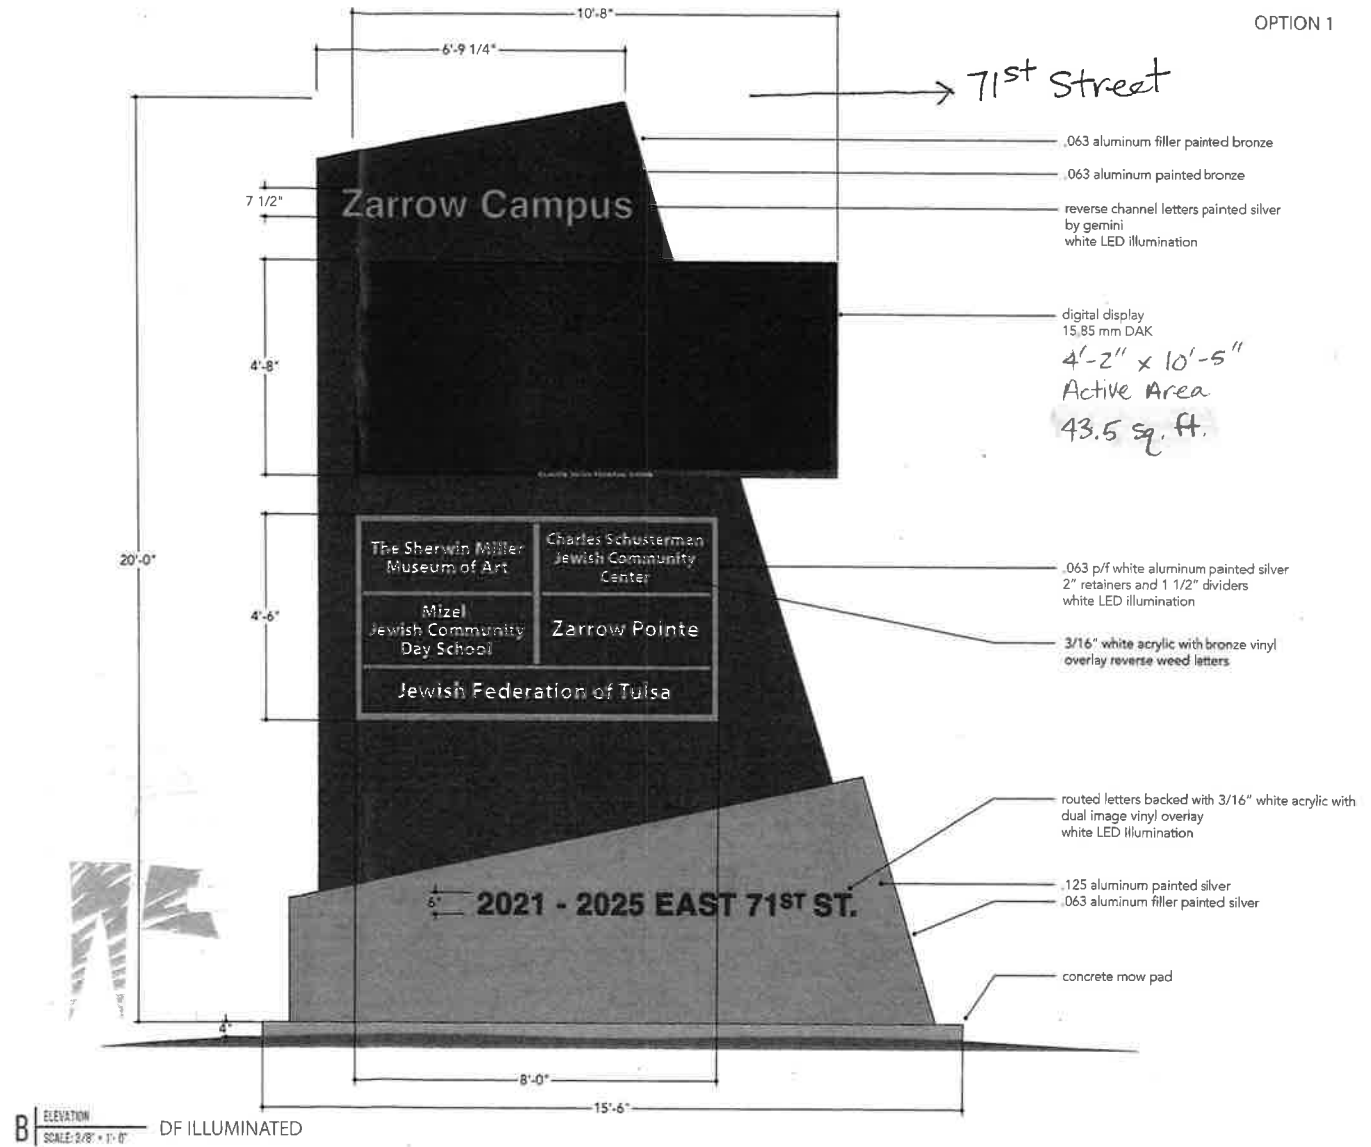 10'-8"
OPTION 1
6'-9 1/4"
71st Street
.063 aluminum filler painted bronze
.063 aluminum painted bronze
7 1/2"
Zarrow Campus
reverse channel letters painted silver
by gemini
white LED illumination
4'-8"
digital display
15.85 mm DAK
4'-2" x 10'-5"
Active Area
43.5 sq. ft.
20'-0"
4'-6"
The Sherwin Miller
Museum of Art
Charles Schusterman
Jewish Community
Center
Mizel
Jewish Community
Day School
Zarrow Pointe
Jewish Federation of Tulsa
.063 p/f white aluminum painted silver
2" retainers and 1 1/2" dividers
white LED illumination
3/16" white acrylic with bronze vinyl
overlay reverse weed letters
routed letters backed with 3/16" white acrylic with
dual image vinyl overlay
white LED Illumination
6"
2021 - 2025 EAST 71ST ST.
.125 aluminum painted silver
.063 aluminum filler painted silver
concrete mow pad
4"
8'-0"
15'-6"
B
ELEVATION
SCALE: 3/8" = 1'- 0"
DF ILLUMINATED